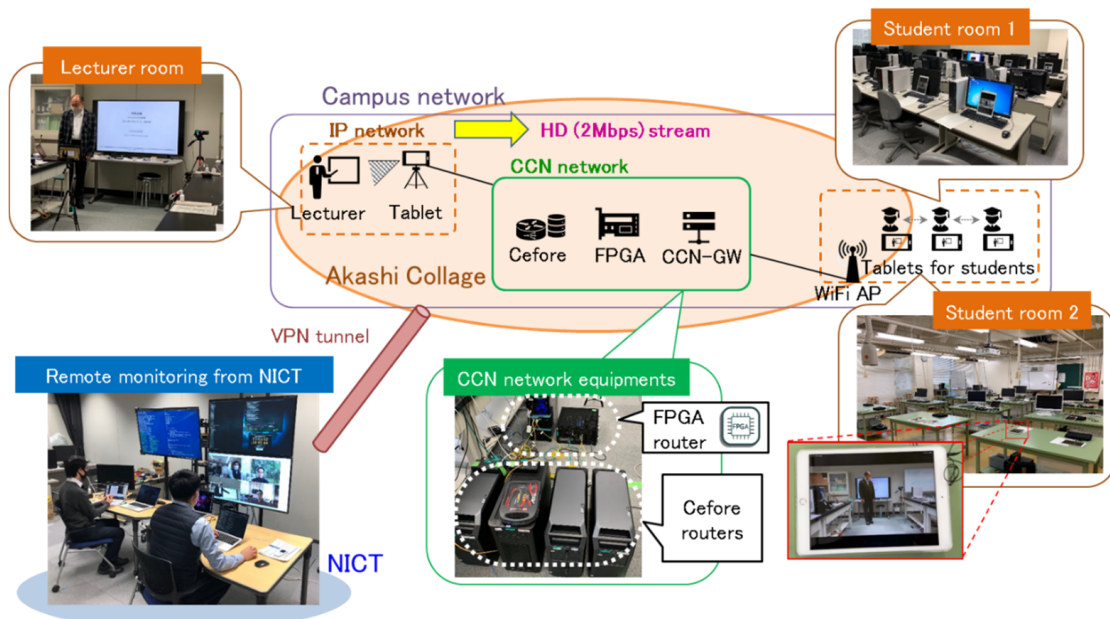 Lecturer room
Student room 1
Campus network
IP network
HD (2Mbps) stream
CCN network
Lecturer
Tablet
Cefore
FPGA
CCN-GW
Tablets for students
WiFi AP
Akashi Collage
VPN tunnel
Student room 2
Remote monitoring from NICT
CCN network equipments
FPGA
router
FPGA
Cefore
routers
NICT